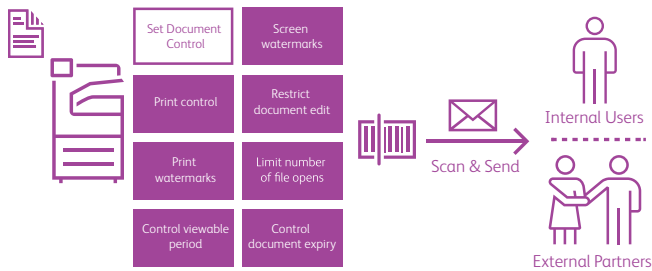 Set Document
Control
Screen
watermarks
Print control
Restrict
document edit
Print
watermarks
Limit number
of file opens
Control viewable
period
Control
document expiry
Scan & Send
Internal Users
External Partners